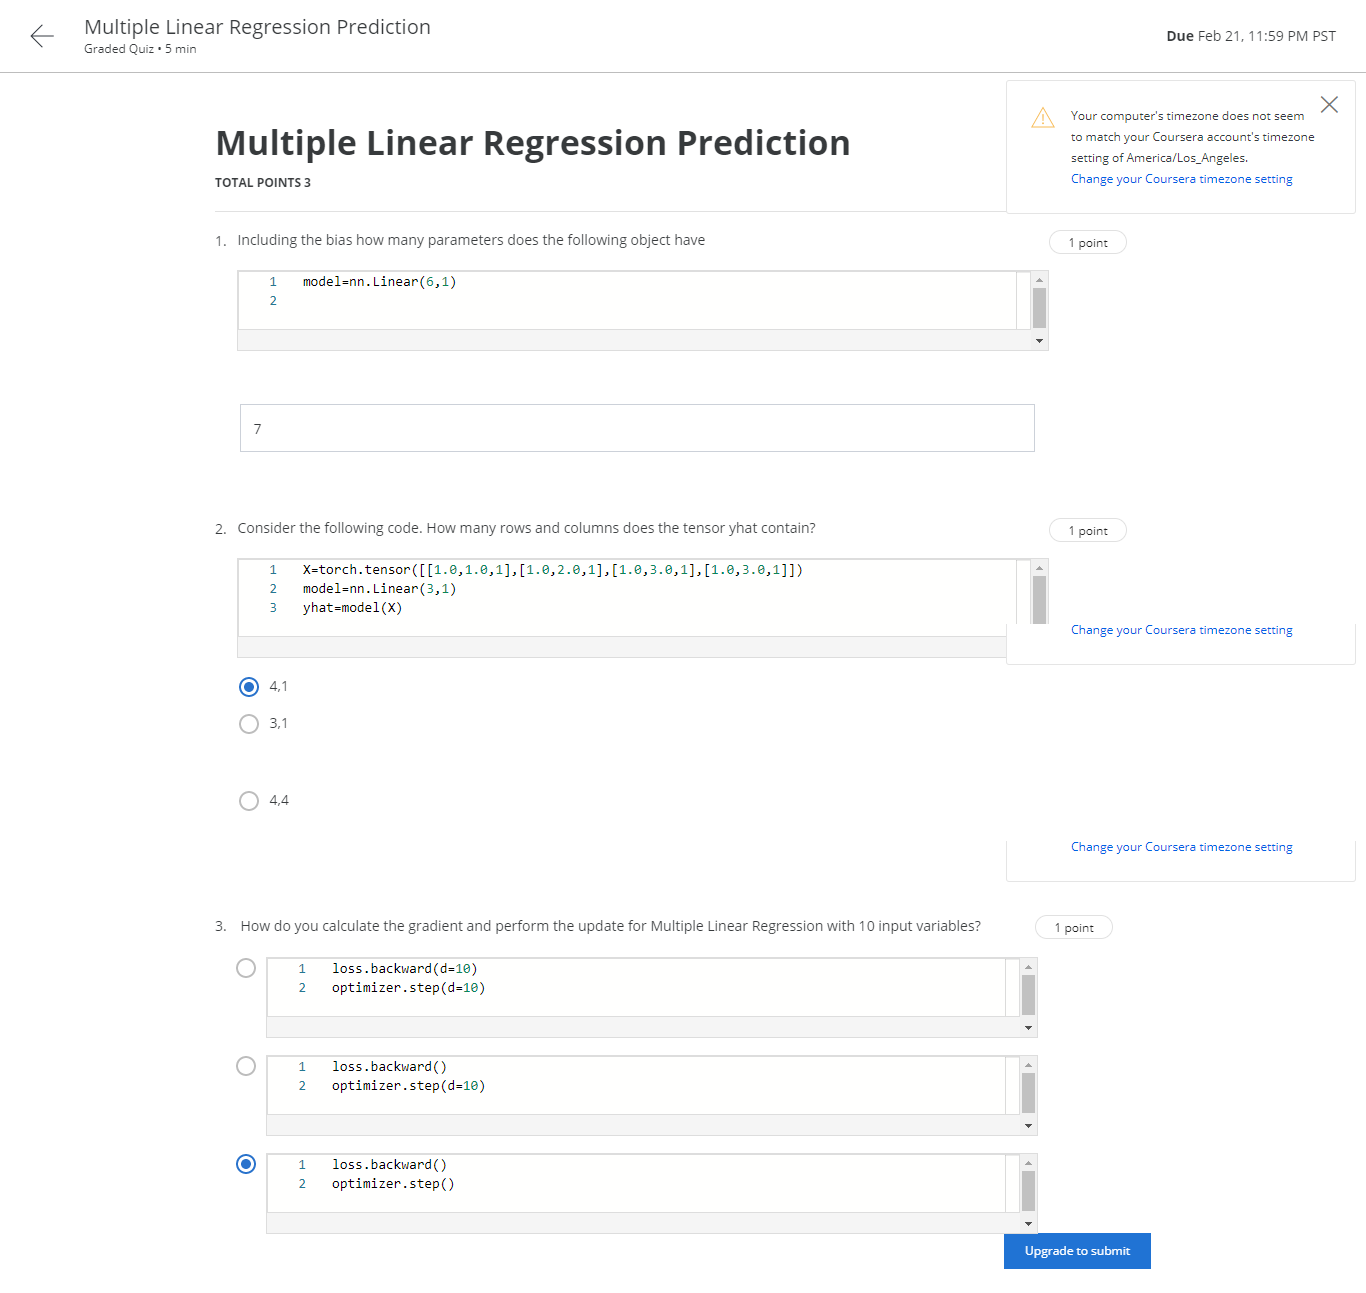 Multiple Linear Regression Prediction
Graded Quiz • 5 min
Due Feb 21, 11:59 PM PST
Your computer's timezone does not seem
to match your Coursera account's timezone
setting of America/Los_Angeles.
Change your Coursera timezone setting
Multiple Linear Regression Prediction
TOTAL POINTS 3
1. Including the bias how many parameters does the following object have
1 point
1 model=nn.Linear(6,1)
2
7
2. Consider the following code. How many rows and columns does the tensor yhat contain?
1 point
1 X=torch.tensor([[1.0,1.0,1],[1.0,2.0,1],[1.0,3.0,1],[1.0,3.0,1]])
2 model=nn.Linear(3,1)
3 yhat=model(X)
Change your Coursera timezone setting
4,1
3,1
4,4
Change your Coursera timezone setting
3. How do you calculate the gradient and perform the update for Multiple Linear Regression with 10 input variables?
1 point
1 loss.backward(d=10)
2 optimizer.step(d=10)
1 loss.backward()
2 optimizer.step(d=10)
1 loss.backward()
2 optimizer.step()
Upgrade to submit